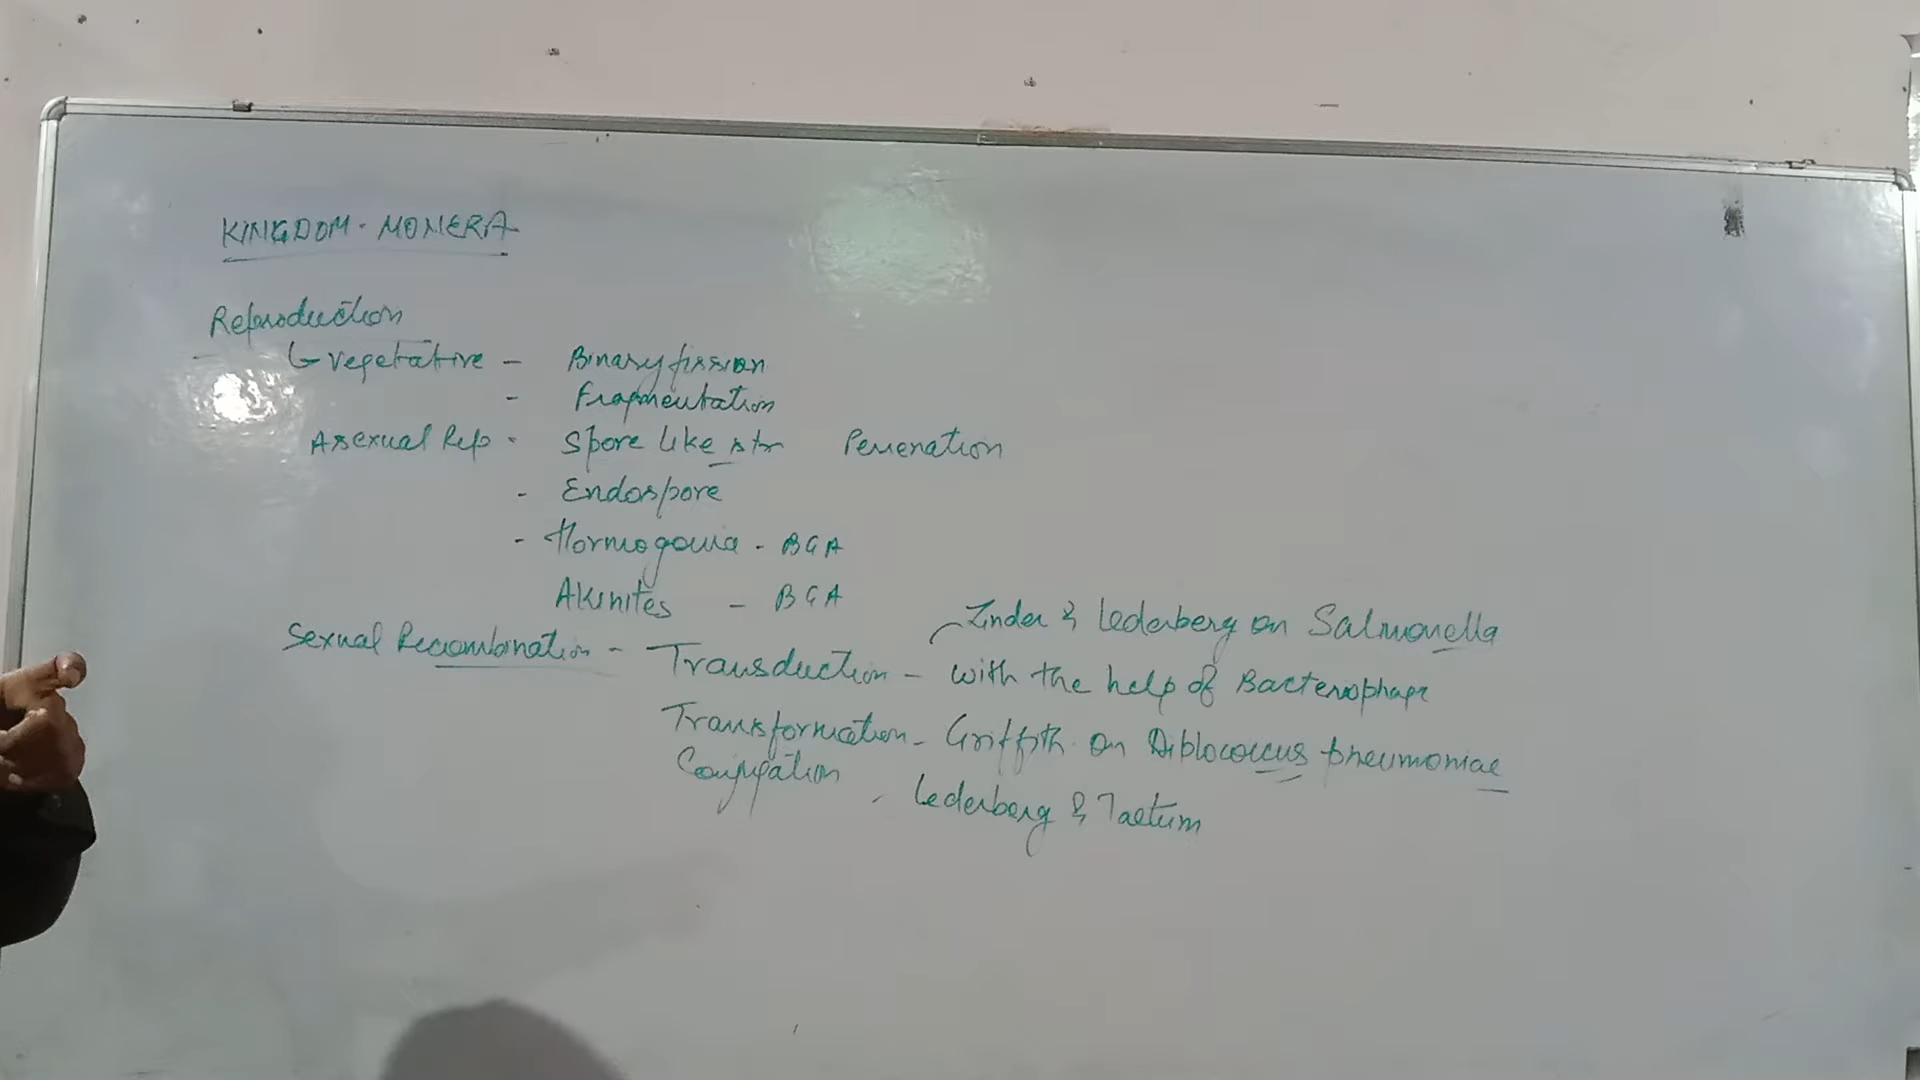 KINGDOM - MONERA
Reproduction
↳ vegetative - Binary fission
- Fragmentation
Asexual Rep - Spore like str Perrenation
- Endospore
- Hormogonia - BGA
Akinites - BGA
Zinder & Lederberg on Salmonella
Sexual Recombination - Transduction - with the help of Bacteriophage
Transformation - Griffith on Diplococcus pneumoniae
Conjugation - Lederberg & Taetum